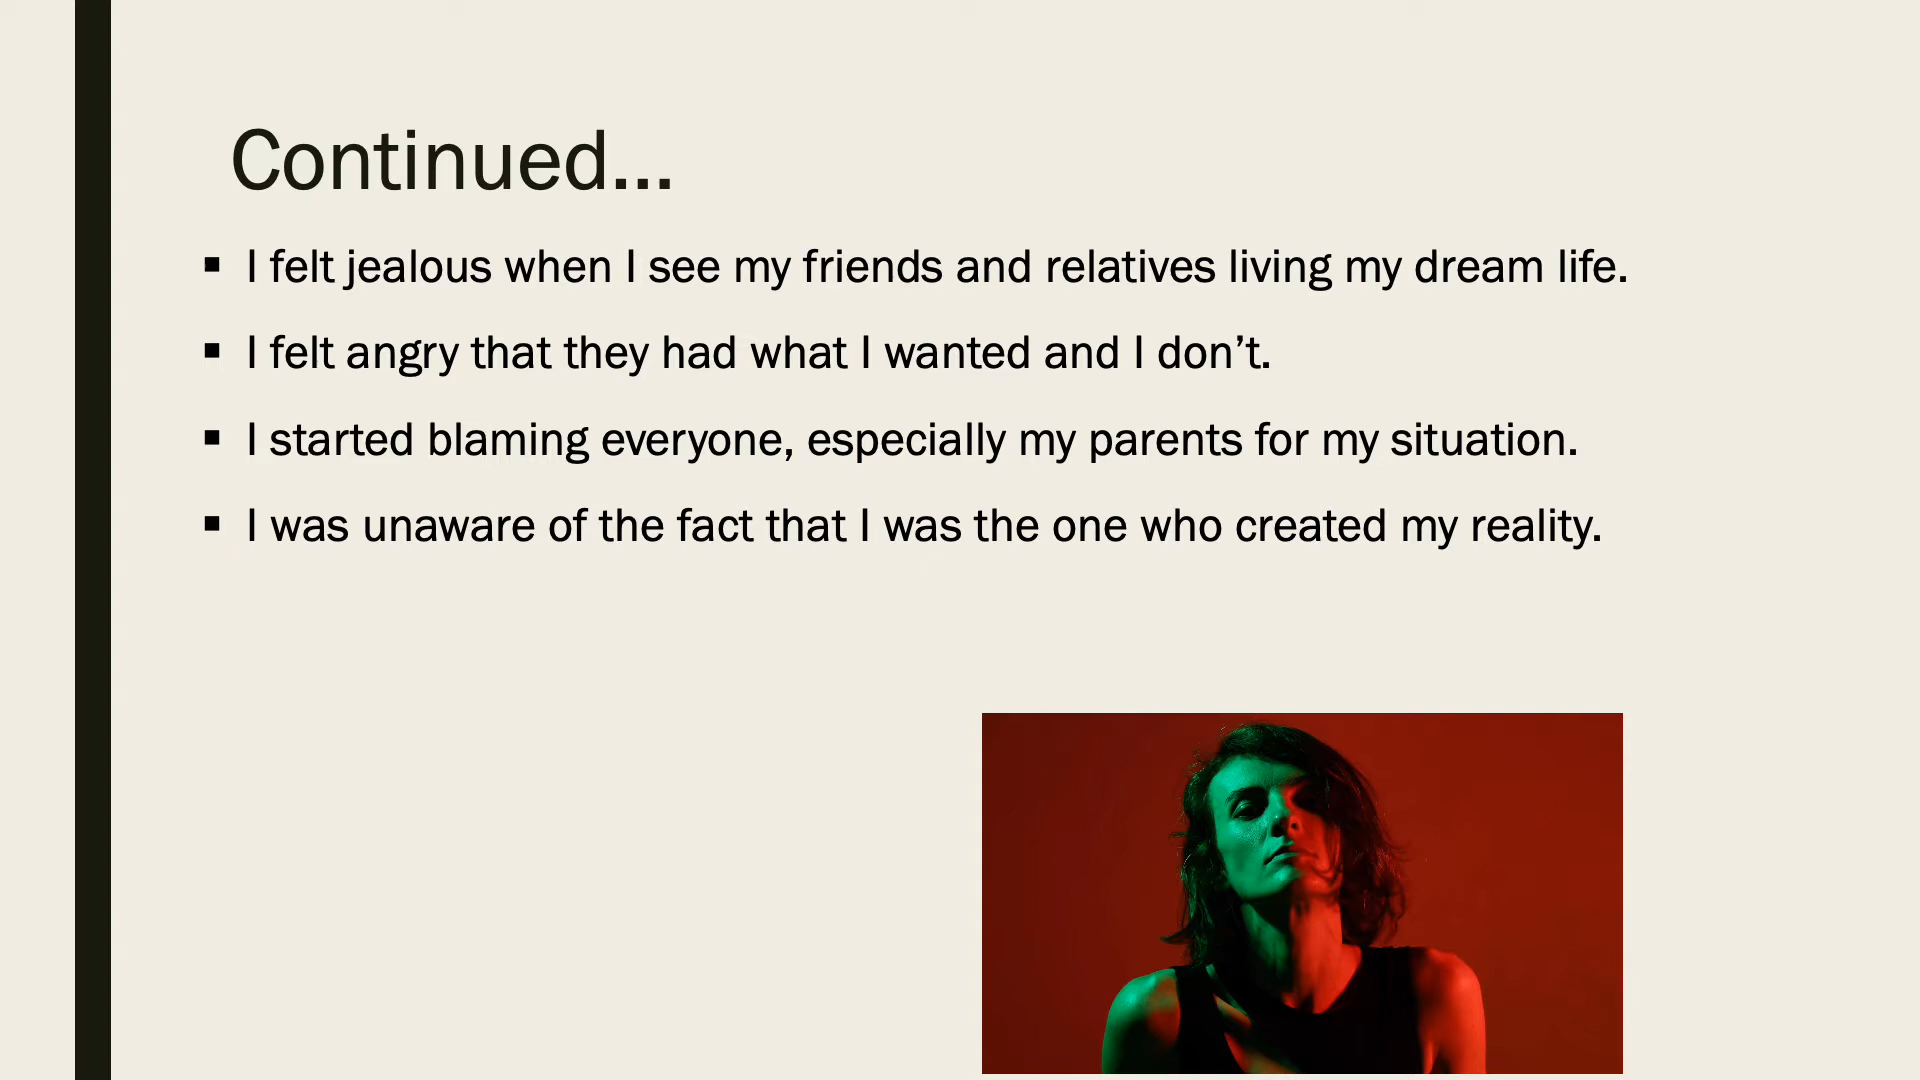 Continued...
▪ I felt jealous when I see my friends and relatives living my dream life.
▪ I felt angry that they had what I wanted and I don’t.
▪ I started blaming everyone, especially my parents for my situation.
▪ I was unaware of the fact that I was the one who created my reality.